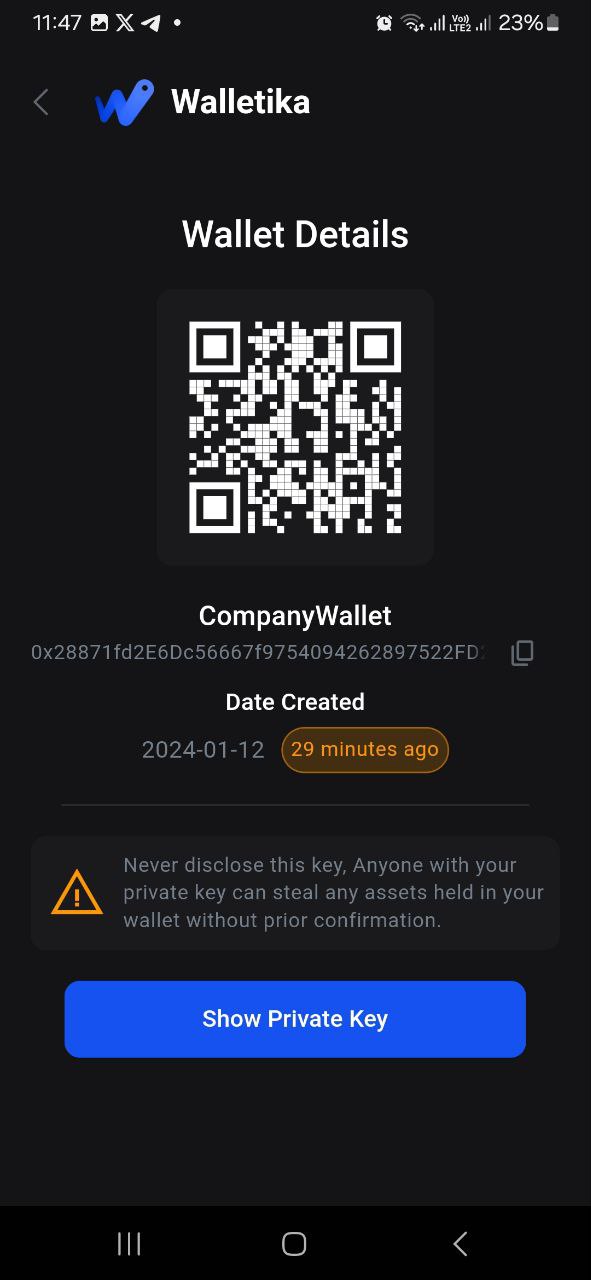 11:47 Vo)) LTE2 23%
Walletika
Wallet Details
CompanyWallet
0x28871fd2E6Dc56667f9754094262897522FD
Date Created
2024-01-12 29 minutes ago
Never disclose this key, Anyone with your
private key can steal any assets held in your
wallet without prior confirmation.
Show Private Key